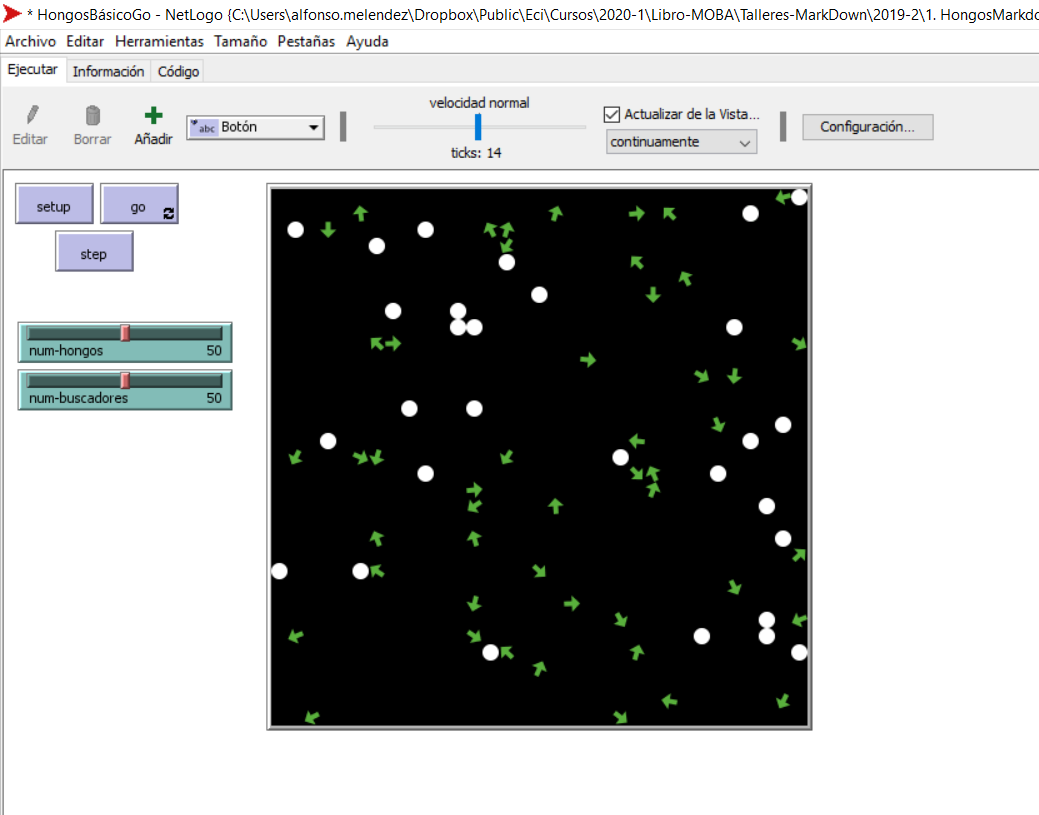 * HongosBásicoGo - NetLogo {C:\Users\alfonso.melendez\Dropbox\Public\Eci\Cursos\2020-1\Libro-MOBA\Talleres-MarkDown\2019-2\1. HongosMarkdo
Archivo Editar Herramientas Tamaño Pestañas Ayuda
Ejecutar Información Código
velocidad normal
Editar Borrar Añadir abc Botón
ticks: 14
Actualizar de la Vista...
continuamente
Configuración...
setup go
step
num-hongos 50
num-buscadores 50